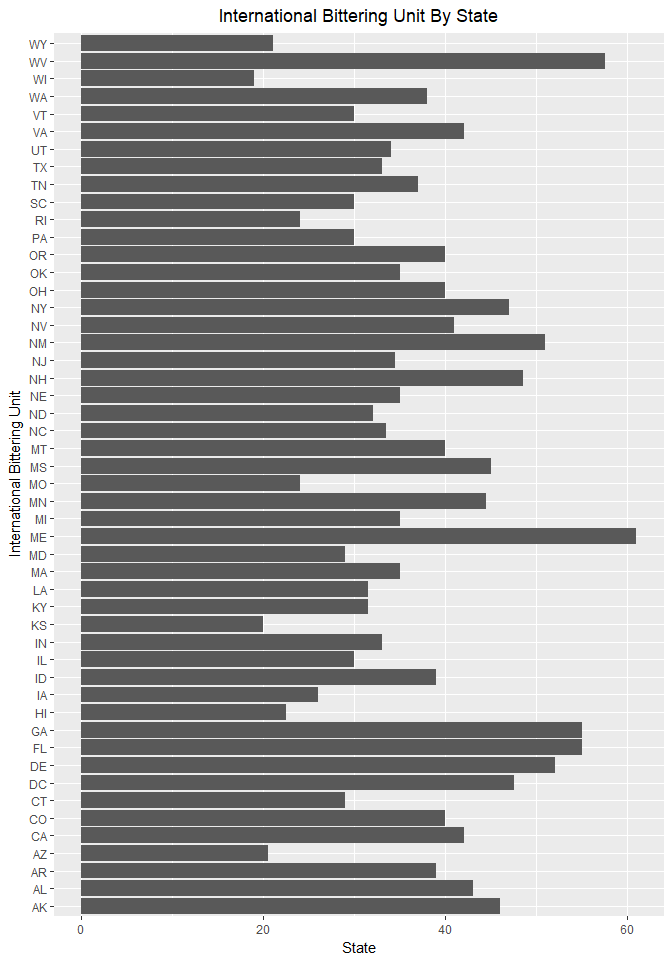 International Bittering Unit By State
WY
WV
WI
WA
VT
VA
UT
TX
TN
SC
RI
PA
OR
OK
OH
NY
NV
NM
NJ
NH
NE
ND
NC
MT
MS
MO
MN
MI
ME
MD
MA
LA
KY
KS
IN
IL
ID
IA
HI
GA
FL
DE
DC
CT
CO
CA
AZ
AR
AL
AK
International Bittering Unit
0 20 40 60
State